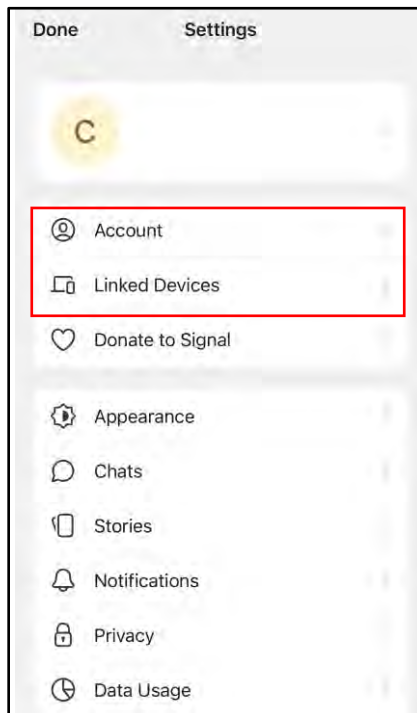 Done Settings
C
Account
Linked Devices
Donate to Signal
Appearance
Chats
Stories
Notifications
Privacy
Data Usage